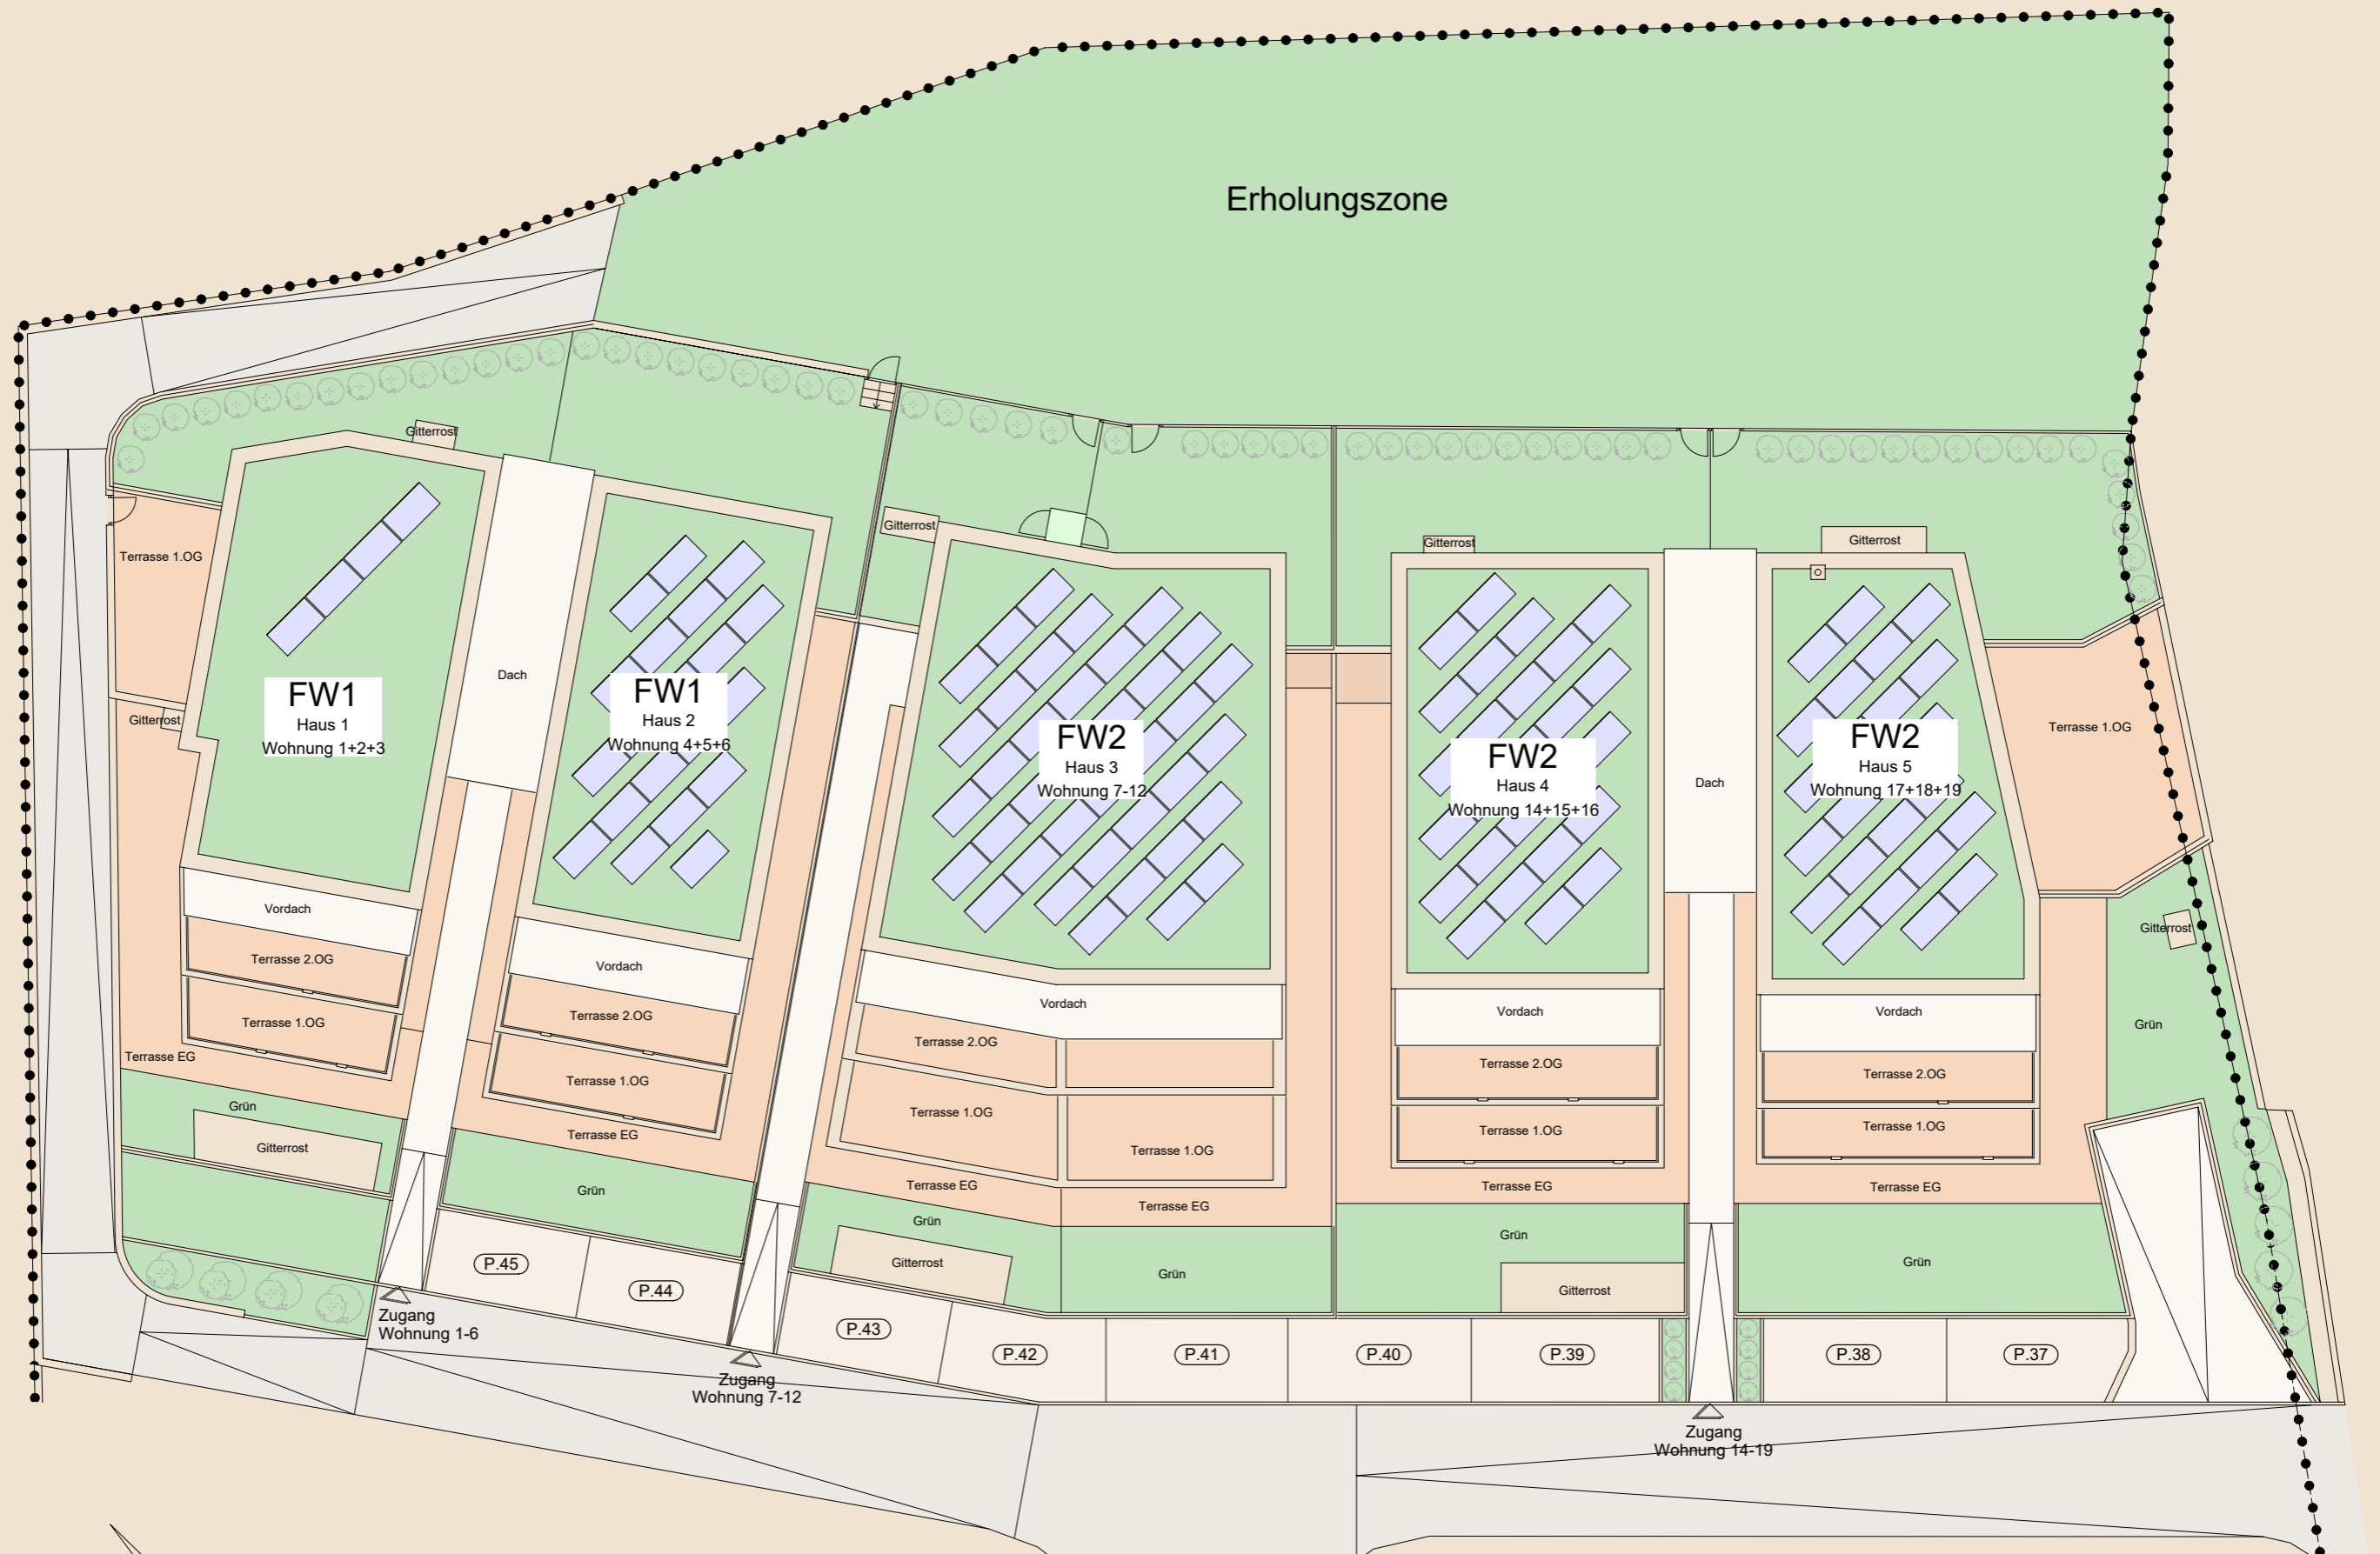 Erholungszone
Gitterrost
Terrasse 1.OG
Gitterrost
FW1
Haus 1
Wohnung 1+2+3
Dach
FW1
Haus 2
Wohnung 4+5+6
Gitterrost
FW2
Haus 3
Wohnung 7-12
Gitterrost
FW2
Haus 4
Wohnung 14+15+16
Dach
Gitterrost
FW2
Haus 5
Wohnung 17+18+19
Terrasse 1.OG
Gitterrost
Grün
Vordach
Terrasse 2.OG
Terrasse 1.OG
Terrasse EG
Grün
Gitterrost
Vordach
Terrasse 2.OG
Terrasse 1.OG
Terrasse EG
Grün
Vordach
Terrasse 2.OG
Terrasse 1.OG
Terrasse 1.OG
Terrasse EG
Terrasse EG
Grün
Gitterrost
Grün
Vordach
Terrasse 2.OG
Terrasse 1.OG
Terrasse EG
Grün
Gitterrost
Vordach
Terrasse 2.OG
Terrasse 1.OG
Terrasse EG
Grün
P.45
P.44
P.43
P.42
P.41
P.40
P.39
P.38
P.37
Zugang
Wohnung 1-6
Zugang
Wohnung 7-12
Zugang
Wohnung 14-19